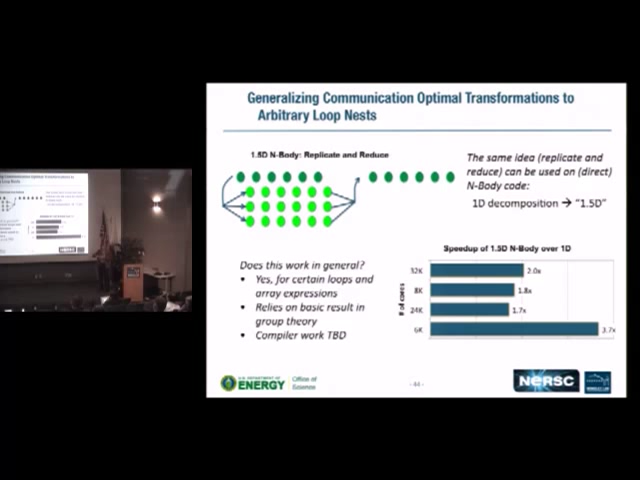 Generalizing Communication Optimal Transformations to
Arbitrary Loop Nests
1.5D N-Body: Replicate and Reduce
The same idea (replicate and
reduce) can be used on (direct)
N-Body code:
1D decomposition → "1.5D"
Does this work in general?
• Yes, for certain loops and
array expressions
• Relies on basic result in
group theory
• Compiler work TBD
Speedup of 1.5D N-Body over 1D
# of cores
32K
2.0x
8K
1.8x
24K
1.7x
6K
3.7x
U.S. DEPARTMENT OF
ENERGY
Office of
Science
- 44 -
NERSC